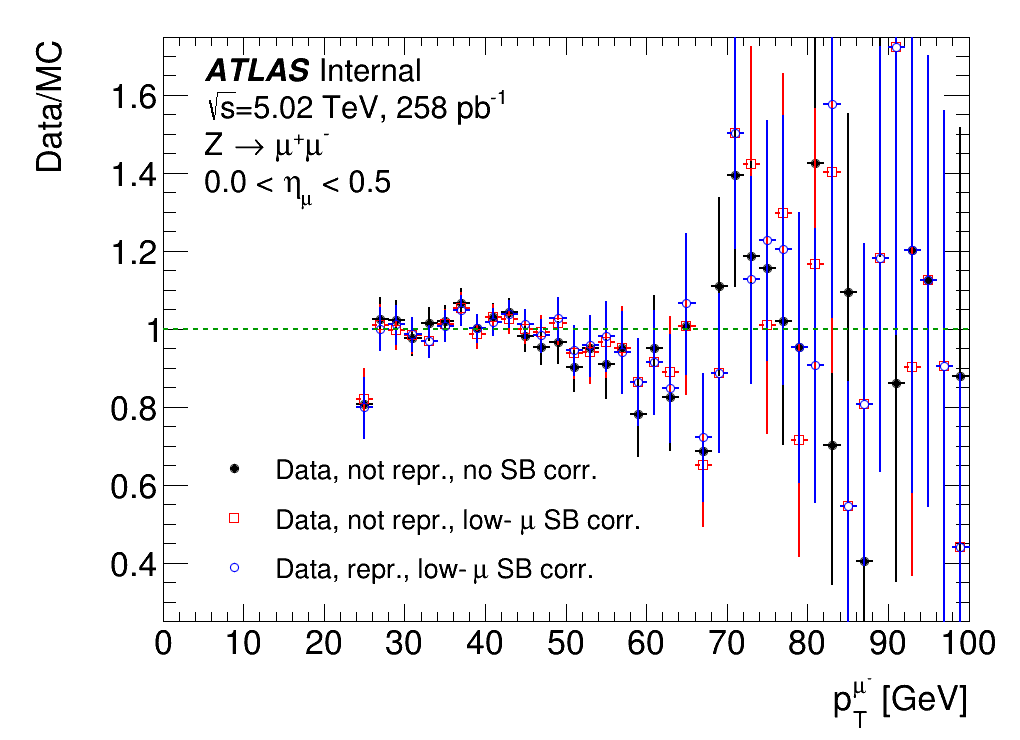 Data/MC
ATLAS Internal
√s=5.02 TeV, 258 pb⁻¹
Z → μ⁺μ⁻
0.0 < η_μ < 0.5
1.6
1.4
1.2
1
0.8
0.6
0.4
Data, not repr., no SB corr.
Data, not repr., low- μ SB corr.
Data, repr., low- μ SB corr.
0 10 20 30 40 50 60 70 80 90 100
p_T^μ⁻ [GeV]